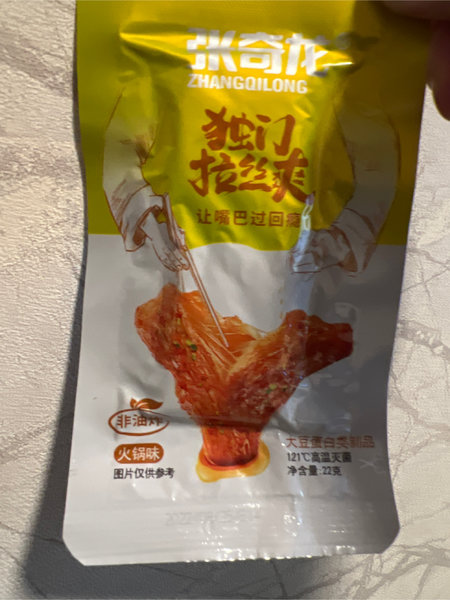 张奇龙
ZHANGQILONG
独门
拉丝爽
让嘴巴过回瘾
非油炸
火锅味
图片仅供参考
大豆蛋白类制品
121℃高温灭菌
净含量:22克